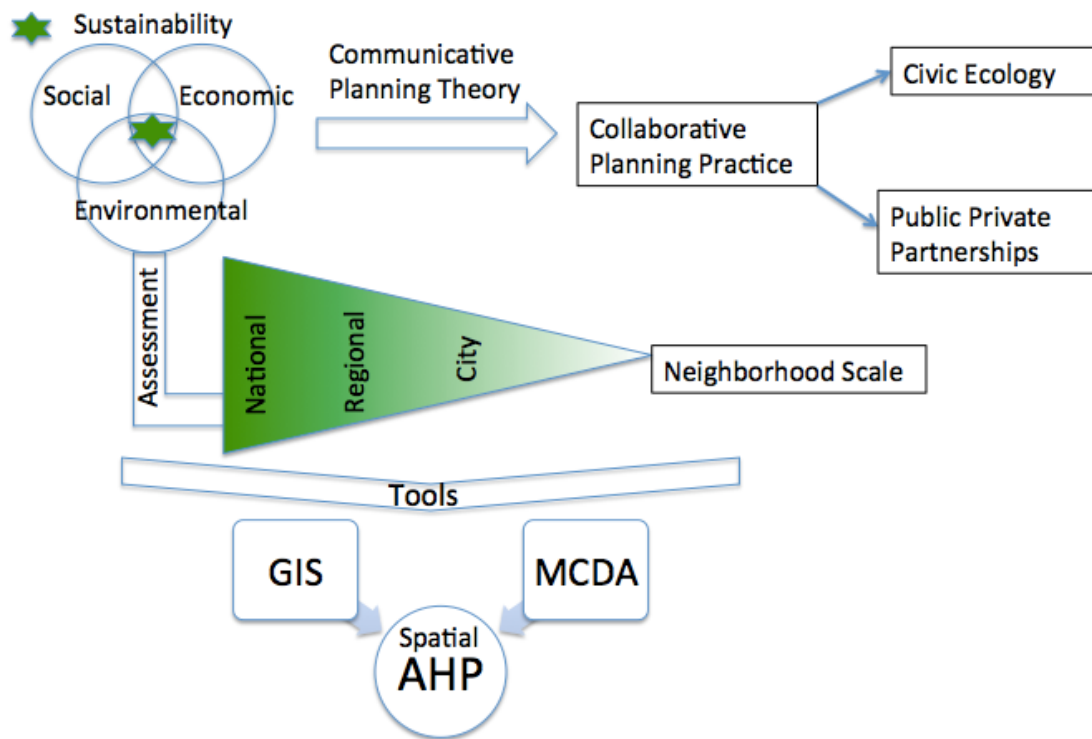 Sustainability
Social
Economic
Environmental
Communicative
Planning Theory
Collaborative
Planning Practice
Civic Ecology
Public Private
Partnerships
Assessment
National
Regional
City
Neighborhood Scale
Tools
GIS
MCDA
Spatial
AHP